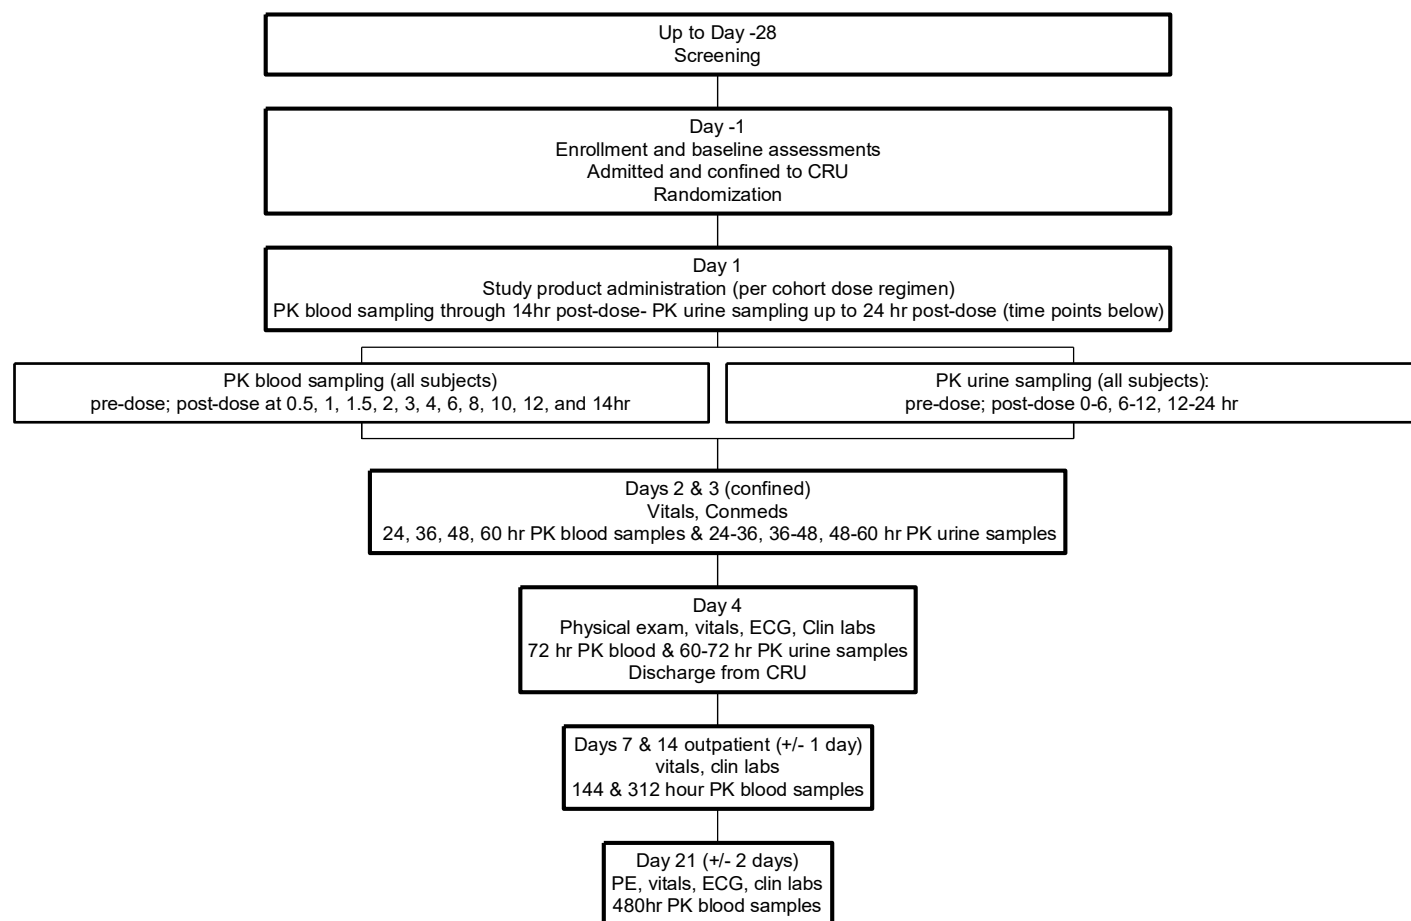 Up to Day -28
Screening
Day -1
Enrollment and baseline assessments
Admitted and confined to CRU
Randomization
Day 1
Study product administration (per cohort dose regimen)
PK blood sampling through 14hr post-dose- PK urine sampling up to 24 hr post-dose (time points below)
PK blood sampling (all subjects)
pre-dose; post-dose at 0.5, 1, 1.5, 2, 3, 4, 6, 8, 10, 12, and 14hr
PK urine sampling (all subjects):
pre-dose; post-dose 0-6, 6-12, 12-24 hr
Days 2 & 3 (confined)
Vitals, Conmeds
24, 36, 48, 60 hr PK blood samples & 24-36, 36-48, 48-60 hr PK urine samples
Day 4
Physical exam, vitals, ECG, Clin labs
72 hr PK blood & 60-72 hr PK urine samples
Discharge from CRU
Days 7 & 14 outpatient (+/- 1 day)
vitals, clin labs
144 & 312 hour PK blood samples
Day 21 (+/- 2 days)
PE, vitals, ECG, clin labs
480hr PK blood samples